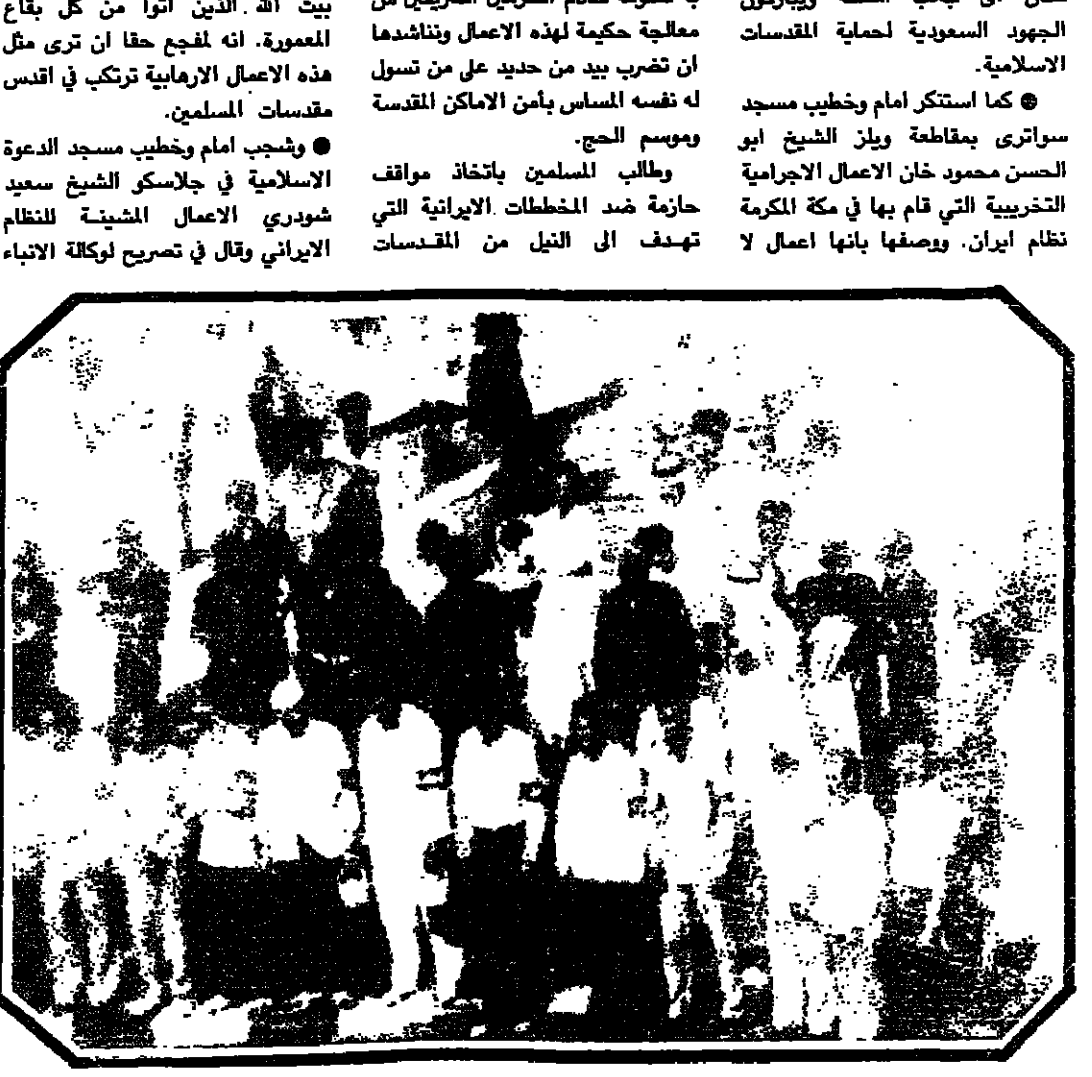 الجهود السعودية لحماية المقدسات
الاسلامية.
● كما استنكر امام وخطيب مسجد
سواترى بمقاطعة ويلز الشيخ ابو
الحسن محمود خان الاعمال الاجرامية
التخريبية التي قام بها في مكة المكرمة
نظام ايران. ووصفها بانها اعمال لا
معالجة حكيمة لهذه الاعمال ونناشدها
ان تضرب بيد من حديد على من تسول
له نفسه المساس بأمن الاماكن المقدسة
وموسم الحج.
وطالب المسلمين باتخاذ مواقف
حازمة ضد المخططات الايرانية التي
تهدف الى النيل من المقدسات
بيت الله الذين اتوا من كل بقاع
المعمورة. انه لمفجع حقا ان ترى مثل
هذه الاعمال الارهابية ترتكب في اقدس
مقدسات المسلمين.
● وشجب امام وخطيب مسجد الدعوة
الاسلامية في جلاسكو الشيخ سعيد
شودري الاعمال المشينة للنظام
الايراني وقال في تصريح لوكالة الانباء